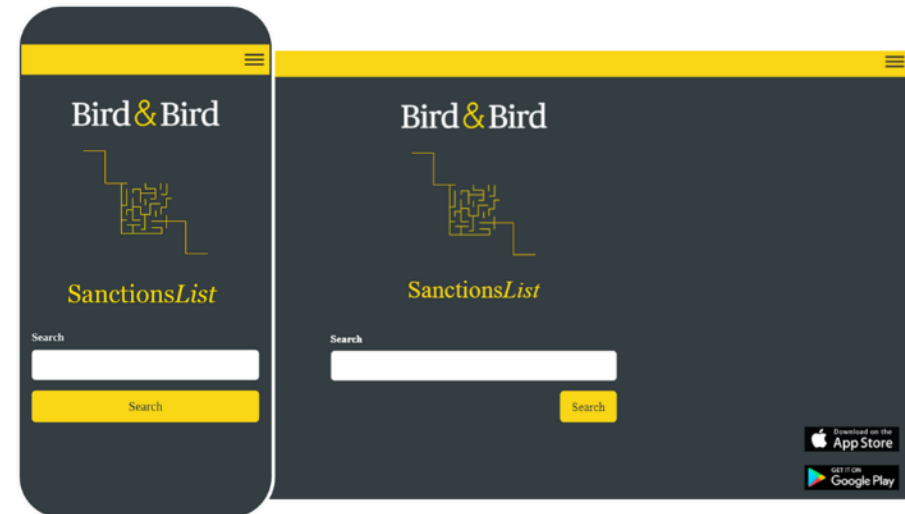 Bird & Bird
SanctionsList
Search
Search
Bird & Bird
SanctionsList
Search
Search
Download on the
App Store
GET IT ON
Google Play